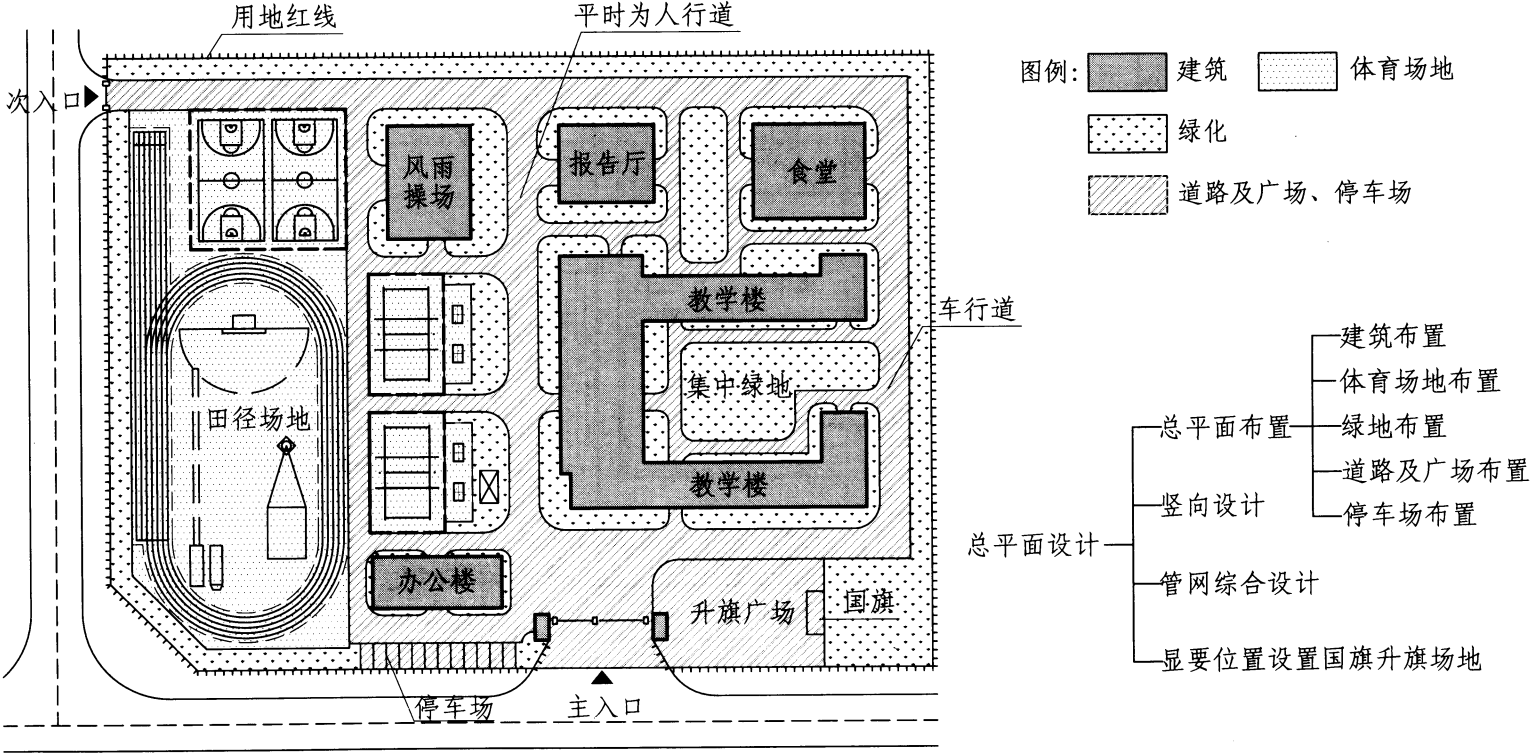 用地红线
平时为人行道
次入口
风雨
操场
报告厅
食堂
教学楼
车行道
集中绿地
田径场地
教学楼
办公楼
升旗广场
国旗
停车场
主入口
图例:
建筑
体育场地
绿化
道路及广场、停车场
总平面设计
总平面布置
建筑布置
体育场地布置
绿地布置
道路及广场布置
停车场布置
竖向设计
管网综合设计
显要位置设置国旗升旗场地